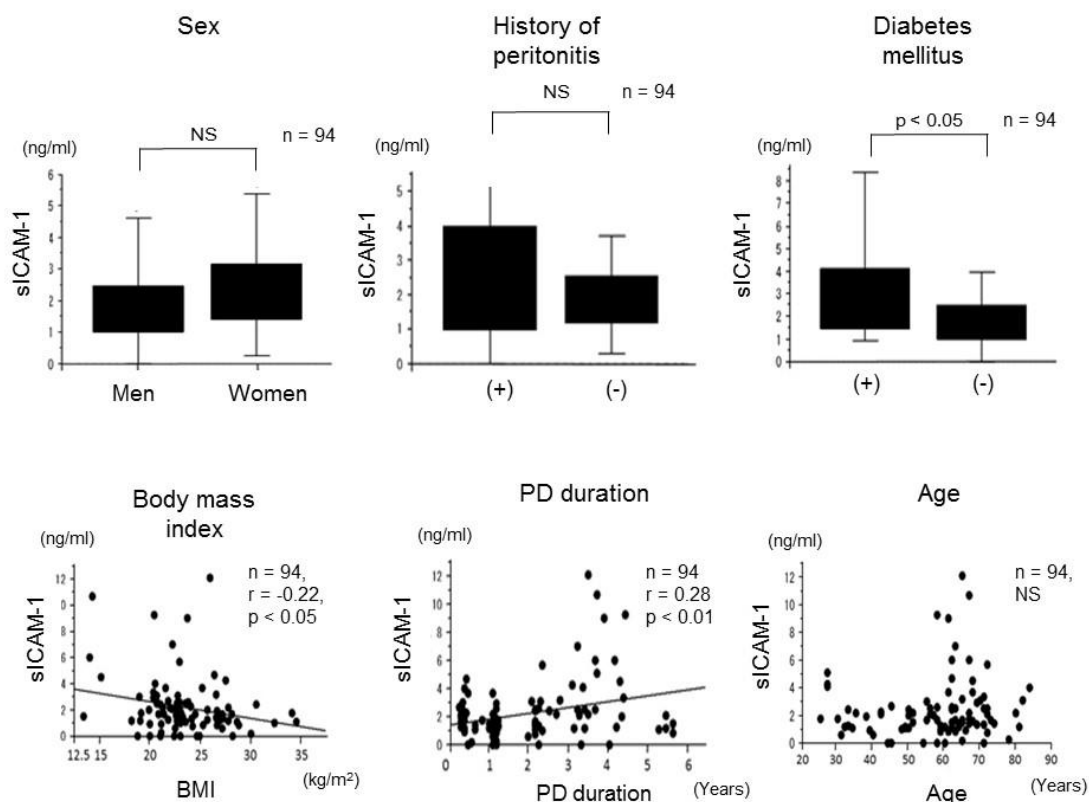 Sex
NS
n = 94
(ng/ml)
sICAM-1
6
5
4
3
2
1
0
Men
Women
History of
peritonitis
NS
n = 94
(ng/ml)
sICAM-1
5
4
3
2
1
0
(+)
(-)
Diabetes
mellitus
p < 0.05
n = 94
(ng/ml)
sICAM-1
8
7
6
5
4
3
2
1
0
(+)
(-)
Body mass
index
(ng/ml)
n = 94,
r = -0.22,
p < 0.05
sICAM-1
12
0
8
6
4
2
0
12.5 15 20 25 30 35
BMI
(kg/m²)
PD duration
(ng/ml)
n = 94
r = 0.28
p < 0.01
sICAM-1
12
10
8
6
4
2
0
0 1 2 3 4 5 6
PD duration
(Years)
Age
(ng/ml)
n = 94,
NS
sICAM-1
12
10
8
6
4
2
0
20 30 40 50 60 70 80 90
Age
(Years)